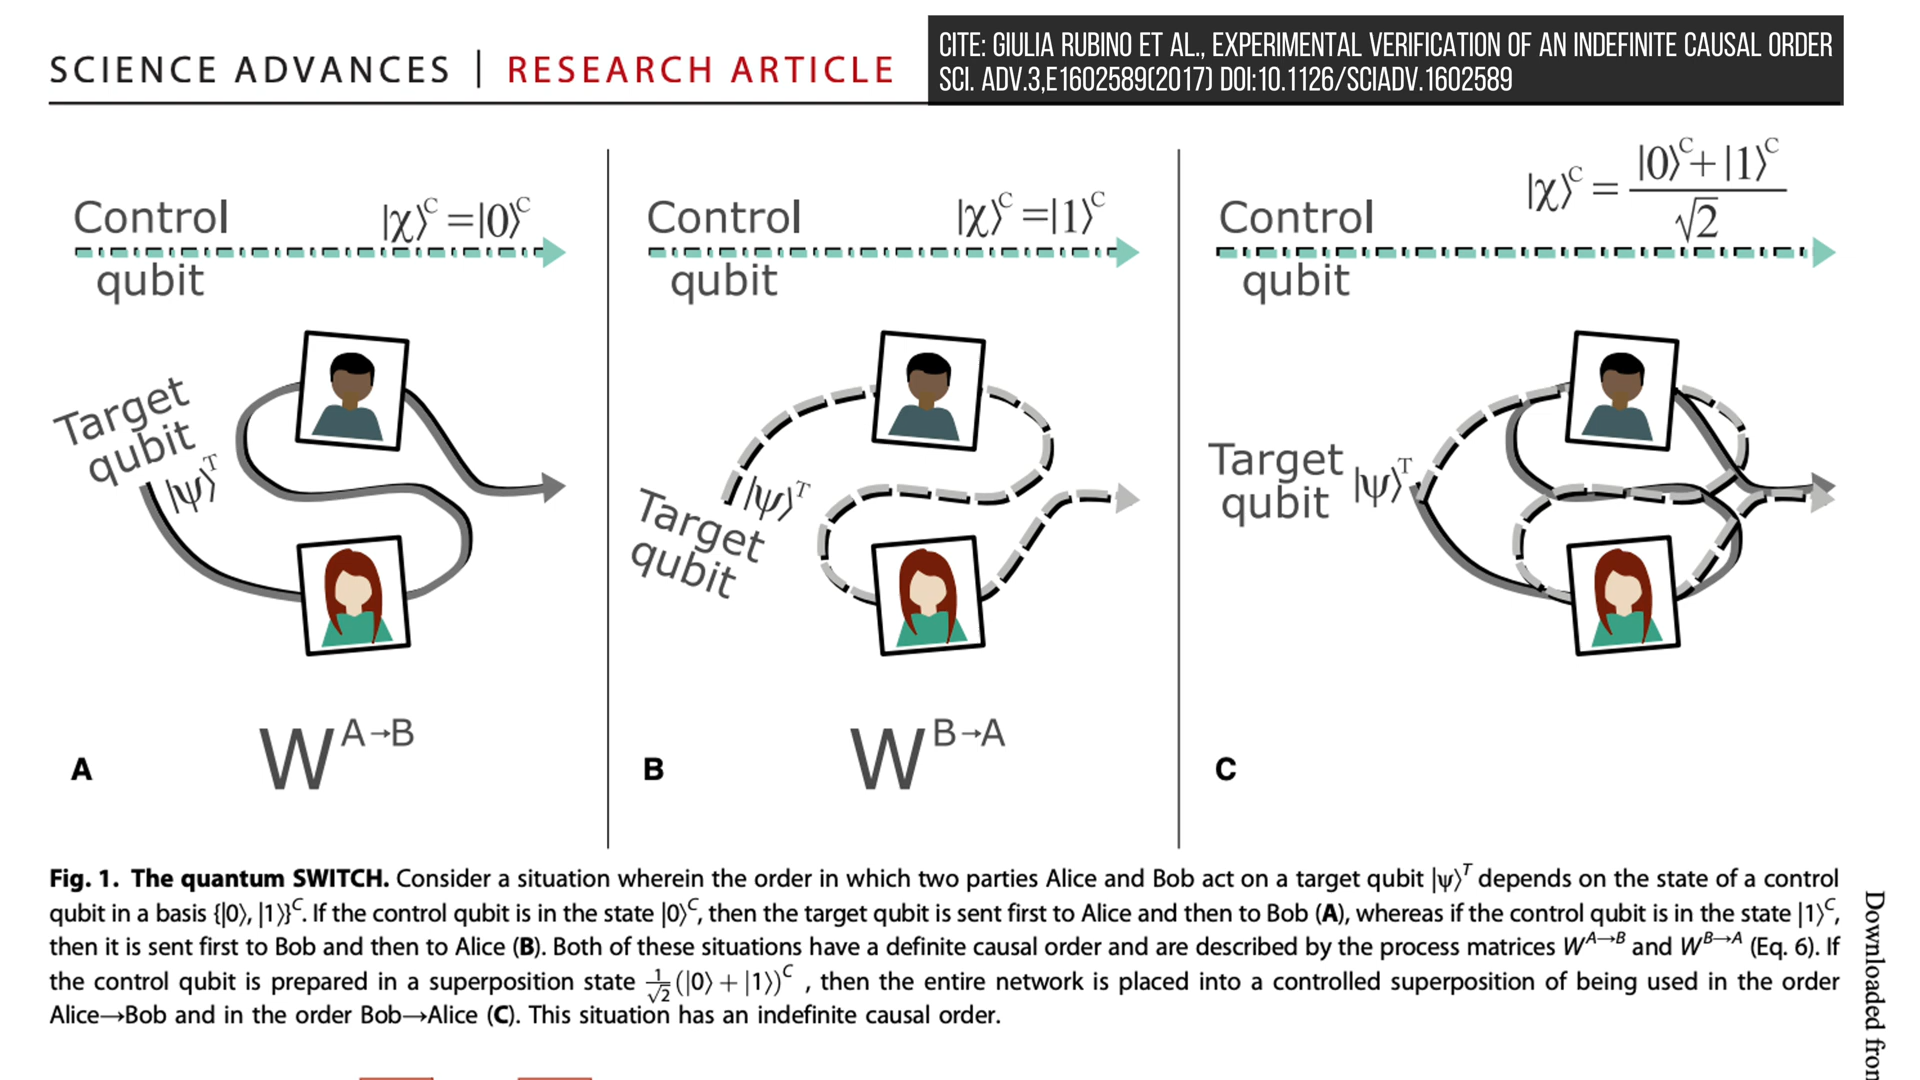 SCIENCE ADVANCES | RESEARCH ARTICLE
CITE: GIULIA RUBINO ET AL., EXPERIMENTAL VERIFICATION OF AN INDEFINITE CAUSAL ORDER
SCI. ADV.3,E1602589(2017) DOI:10.1126/SCIADV.1602589
Control
qubit
|χ⟩ᶜ =|0⟩ᶜ
Target
qubit
|ψ⟩ᵀ
W^A→B
A
Control
qubit
|χ⟩ᶜ =|1⟩ᶜ
|ψ⟩ᵀ
Target
qubit
W^B→A
B
Control
qubit
|χ⟩ᶜ = |0⟩ᶜ+|1⟩ᶜ / √2
Target
qubit
|ψ⟩ᵀ
C
Fig. 1. The quantum SWITCH. Consider a situation wherein the order in which two parties Alice and Bob act on a target qubit |ψ⟩ᵀ depends on the state of a control
qubit in a basis {|0⟩, |1⟩}ᶜ. If the control qubit is in the state |0⟩ᶜ, then the target qubit is sent first to Alice and then to Bob (A), whereas if the control qubit is in the state |1⟩ᶜ,
then it is sent first to Bob and then to Alice (B). Both of these situations have a definite causal order and are described by the process matrices W^A→B and W^B→A (Eq. 6). If
the control qubit is prepared in a superposition state 1/√2 (|0⟩ + |1⟩)ᶜ , then the entire network is placed into a controlled superposition of being used in the order
Alice→Bob and in the order Bob→Alice (C). This situation has an indefinite causal order.
Downloaded from